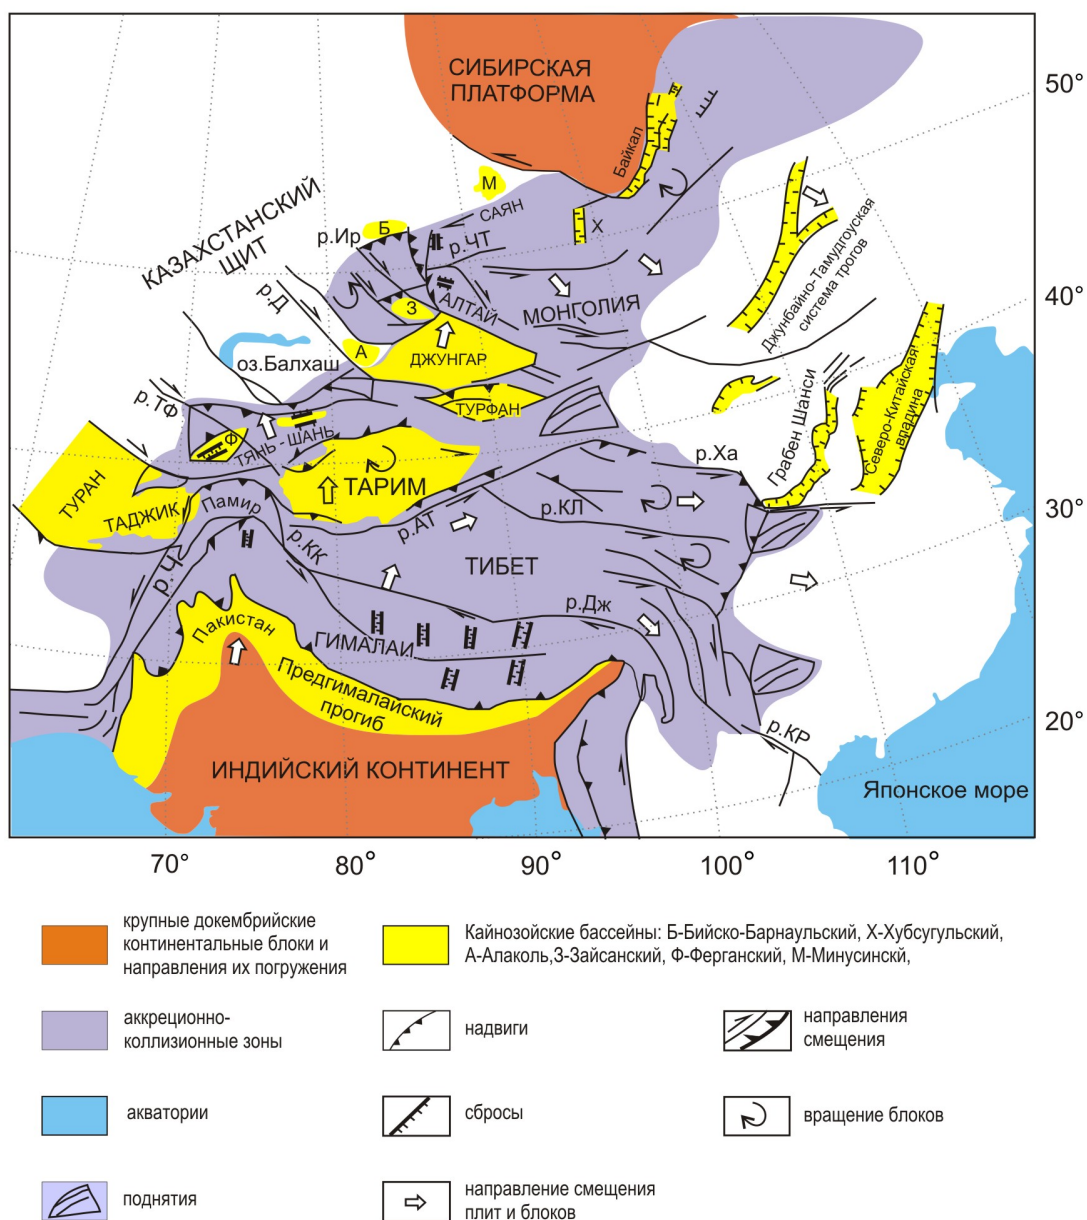 СИБИРСКАЯ
ПЛАТФОРМА
50°
Байкал
М
САЯН
Х
КАЗАХСТАНСКИЙ
ЩИТ
Б
р.Ир
р.ЧТ
Джунбайно-Тамудгоуская
система трогов
р.Д
З
АЛТАЙ
МОНГОЛИЯ
40°
А
ДЖУНГАР
оз.Балхаш
р.ТФ
ТУРФАН
Грабен Шанси
Северо-Китайская
впадина
Ф
ТЯНЬ - ШАНЬ
р.Ха
ТУРАН
ТАРИМ
ТАДЖИК
Памир
р.АТ
р.КЛ
30°
р.КК
р.Ч
ТИБЕТ
р.Дж
Пакистан
ГИМАЛАИ
Предгималайский
прогиб
20°
р.КР
ИНДИЙСКИЙ КОНТИНЕНТ
Японское море
70° 80° 90° 100° 110°
крупные докембрийские
континентальные блоки и
направления их погружения
Кайнозойские бассейны: Б-Бийско-Барнаульский, Х-Хубсугульский,
А-Алаколь,З-Зайсанский, Ф-Ферганский, М-Минусинскй,
аккреционно-
коллизионные зоны
надвиги
направления
смещения
акватории
сбросы
вращение блоков
поднятия
направление смещения
плит и блоков